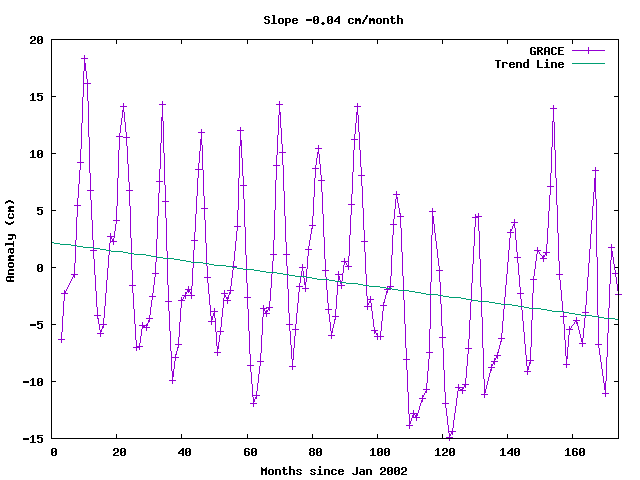 Slope -0.04 cm/month
20
15
10
5
0
-5
-10
-15
Anomaly (cm)
GRACE
Trend Line
0 20 40 60 80 100 120 140 160
Months since Jan 2002